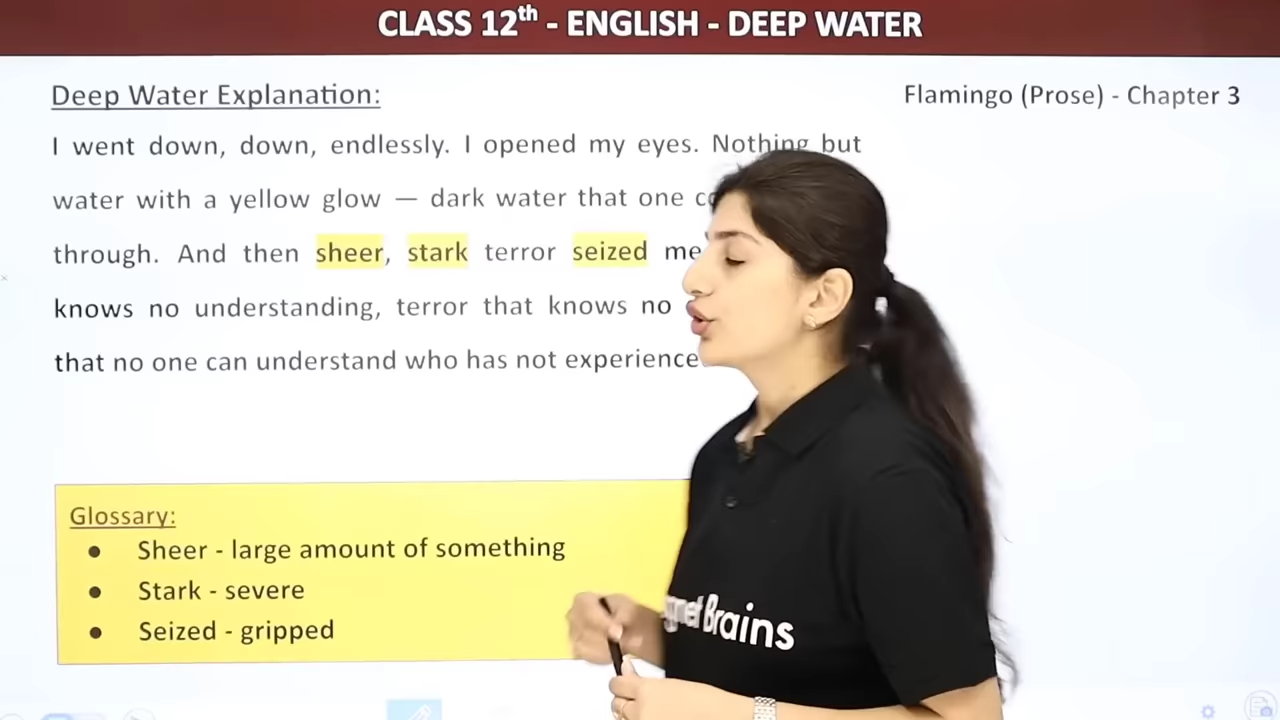 CLASS 12th - ENGLISH - DEEP WATER
Deep Water Explanation:
Flamingo (Prose) - Chapter 3
I went down, down, endlessly. I opened my eyes. Nothing but
water with a yellow glow — dark water that one
through. And then sheer, stark terror seized me
knows no understanding, terror that knows no
that no one can understand who has not
Glossary:
● Sheer - large amount of something
● Stark - severe
● Seized - gripped
Brains